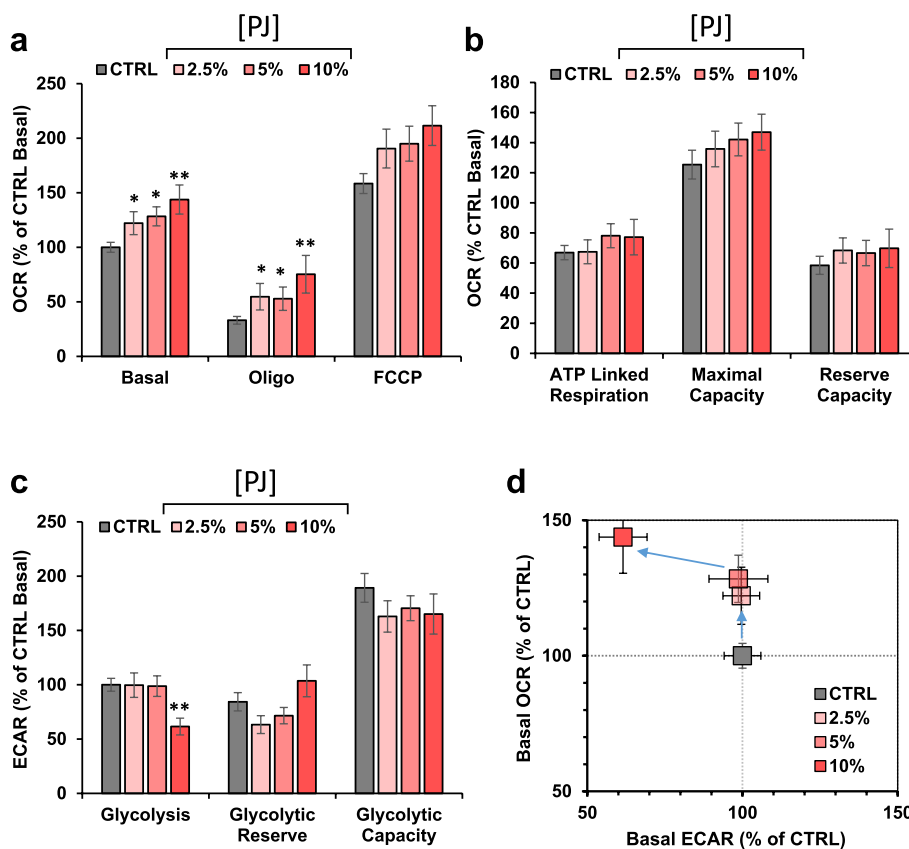 a
[PJ]
CTRL 2.5% 5% 10%
OCR (% of CTRL Basal)
250
200
150
100
50
0
* * **
* * **
Basal Oligo FCCP
b
[PJ]
CTRL 2.5% 5% 10%
OCR (% CTRL Basal)
180
160
140
120
100
80
60
40
20
0
ATP Linked Respiration
Maximal Capacity
Reserve Capacity
c
[PJ]
CTRL 2.5% 5% 10%
ECAR (% of CTRL Basal)
250
200
150
100
50
0
**
Glycolysis
Glycolytic Reserve
Glycolytic Capacity
d
Basal OCR (% of CTRL)
150
100
50
CTRL
2.5%
5%
10%
50 100 150
Basal ECAR (% of CTRL)